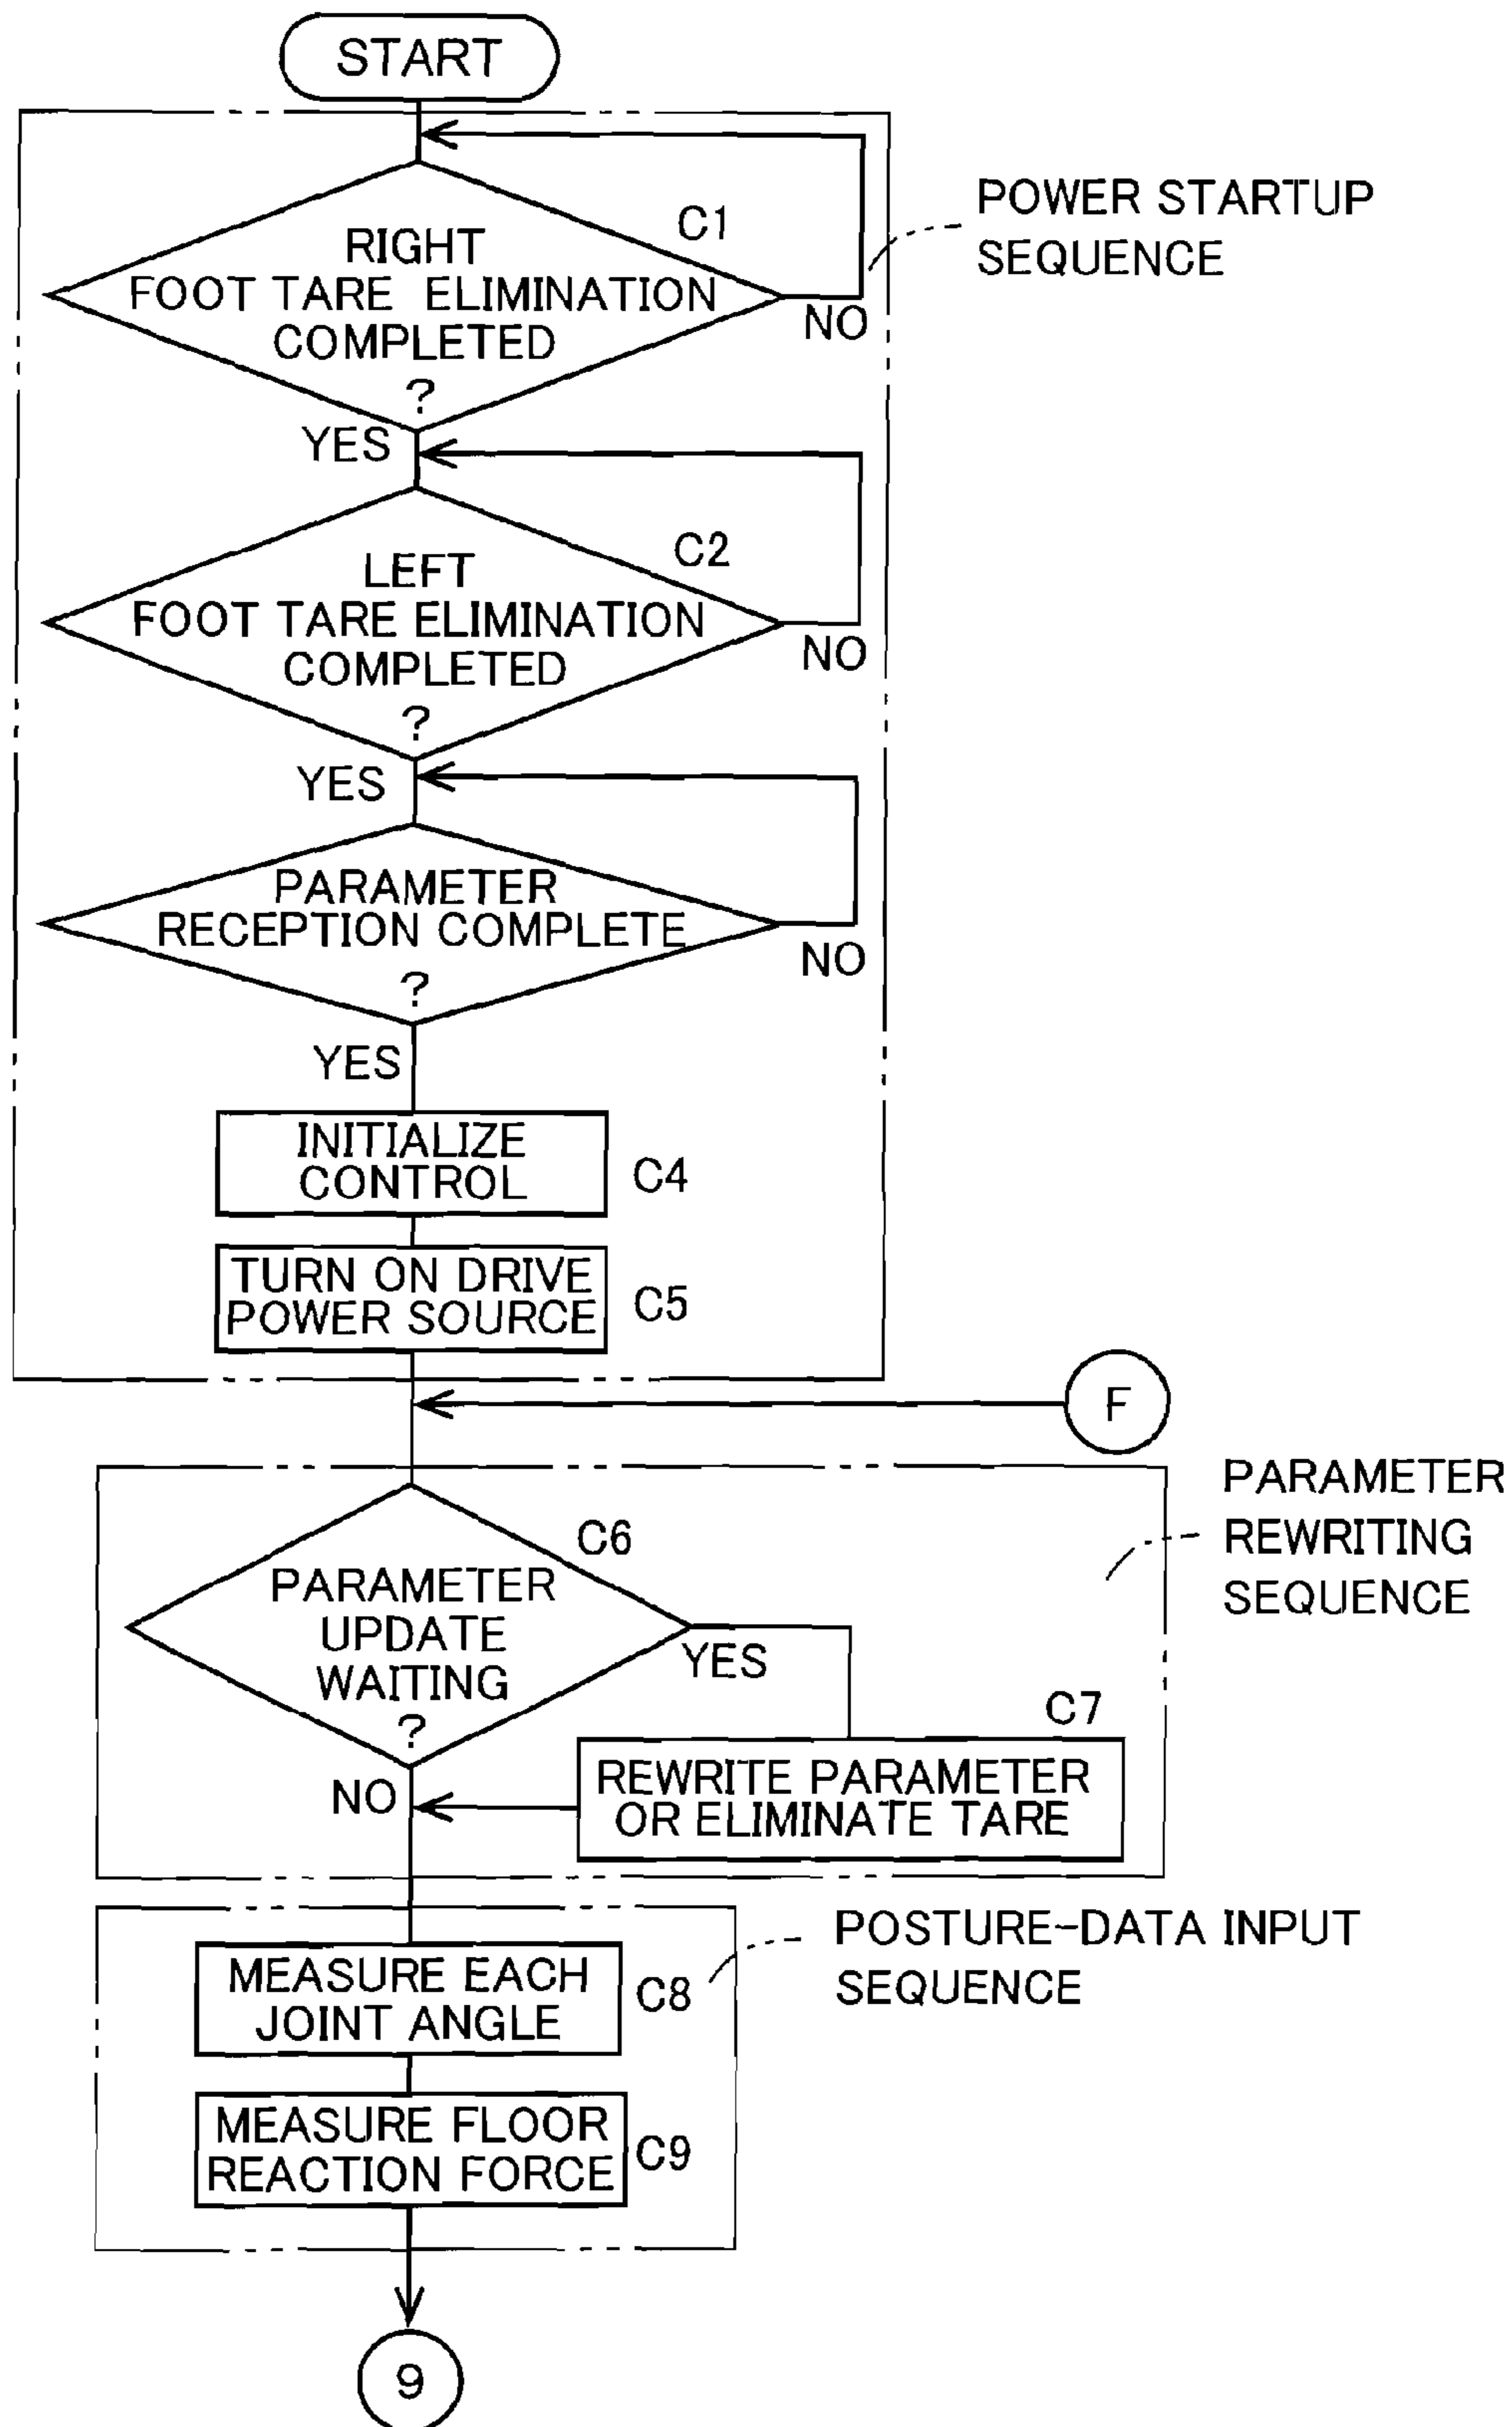 START
POWER STARTUP
SEQUENCE
C1
RIGHT
FOOT TARE ELIMINATION
COMPLETED
?
NO
YES
C2
LEFT
FOOT TARE ELIMINATION
COMPLETED
?
NO
YES
PARAMETER
RECEPTION COMPLETE
?
NO
YES
INITIALIZE
CONTROL
C4
TURN ON DRIVE
POWER SOURCE
C5
F
PARAMETER
REWRITING
SEQUENCE
C6
PARAMETER
UPDATE
WAITING
?
YES
C7
REWRITE PARAMETER
OR ELIMINATE TARE
NO
POSTURE-DATA INPUT
SEQUENCE
MEASURE EACH
JOINT ANGLE
C8
MEASURE FLOOR
REACTION FORCE
C9
9